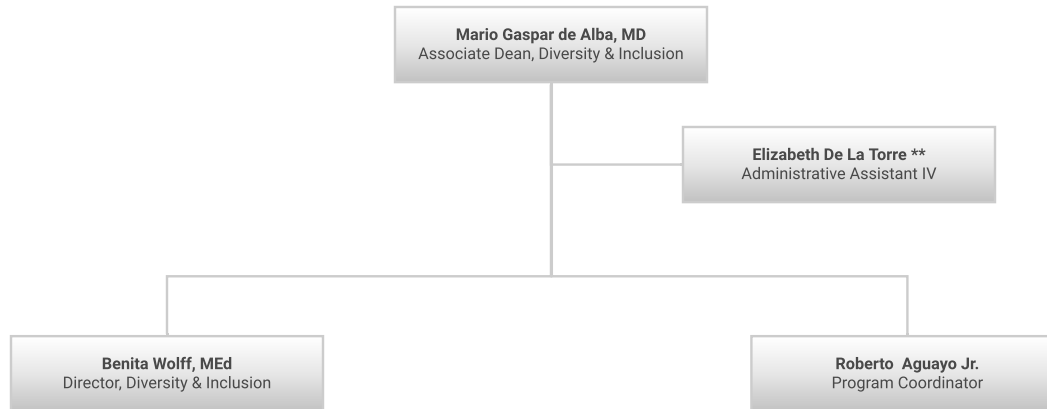 Mario Gaspar de Alba, MD
Associate Dean, Diversity & Inclusion
Elizabeth De La Torre **
Administrative Assistant IV
Benita Wolff, MEd
Director, Diversity & Inclusion
Roberto  Aguayo Jr.
Program Coordinator